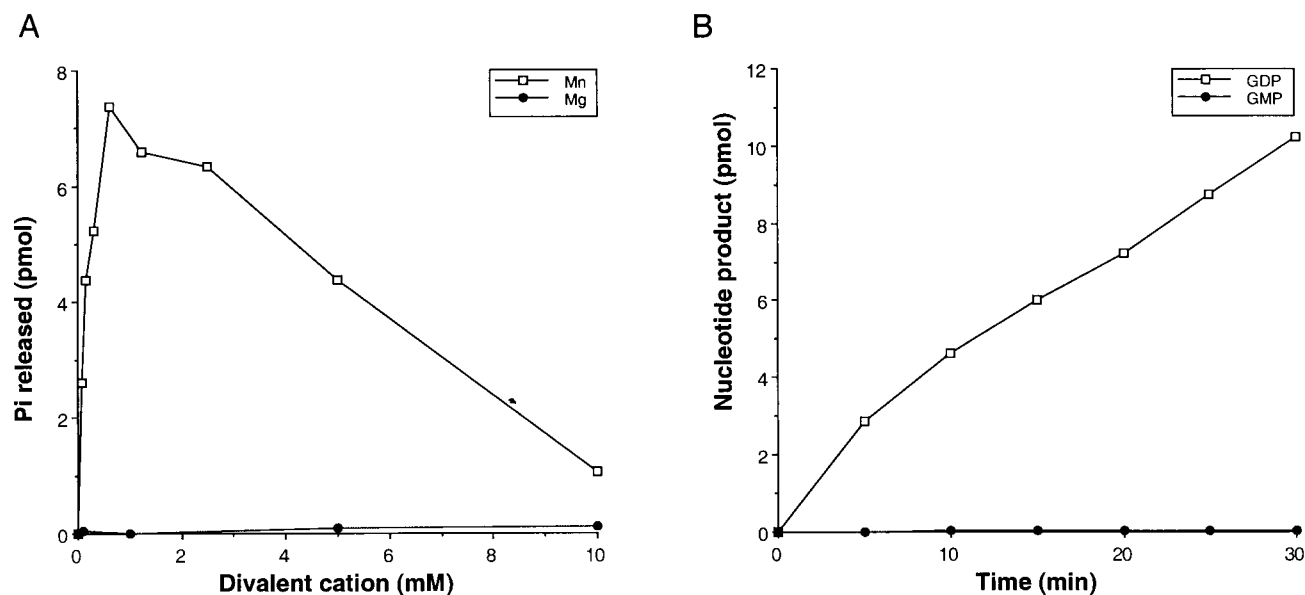 A
8
6
4
2
0
Pi released (pmol)
Mn
Mg
0 2 4 6 8 10
Divalent cation (mM)
B
12
10
8
6
4
2
0
Nucleotide product (pmol)
GDP
GMP
0 10 20 30
Time (min)